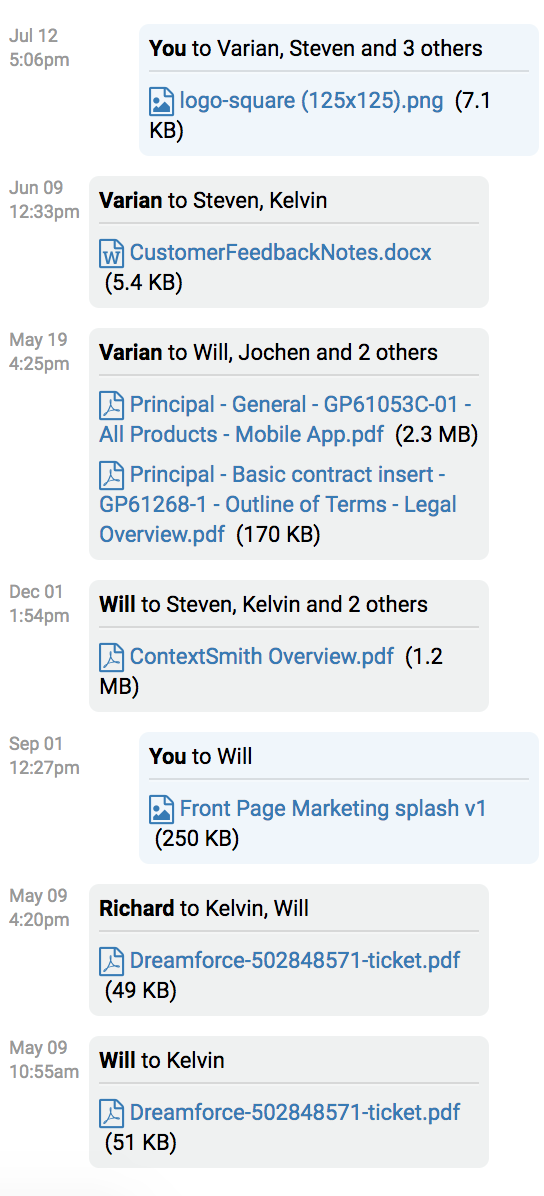 Jul 12
5:06pm
You to Varian, Steven and 3 others
logo-square (125x125).png (7.1
KB)
Jun 09
12:33pm
Varian to Steven, Kelvin
CustomerFeedbackNotes.docx
(5.4 KB)
May 19
4:25pm
Varian to Will, Jochen and 2 others
Principal - General - GP61053C-01 -
All Products - Mobile App.pdf (2.3 MB)
Principal - Basic contract insert -
GP61268-1 - Outline of Terms - Legal
Overview.pdf (170 KB)
Dec 01
1:54pm
Will to Steven, Kelvin and 2 others
ContextSmith Overview.pdf (1.2
MB)
Sep 01
12:27pm
You to Will
Front Page Marketing splash v1
(250 KB)
May 09
4:20pm
Richard to Kelvin, Will
Dreamforce-502848571-ticket.pdf
(49 KB)
May 09
10:55am
Will to Kelvin
Dreamforce-502848571-ticket.pdf
(51 KB)